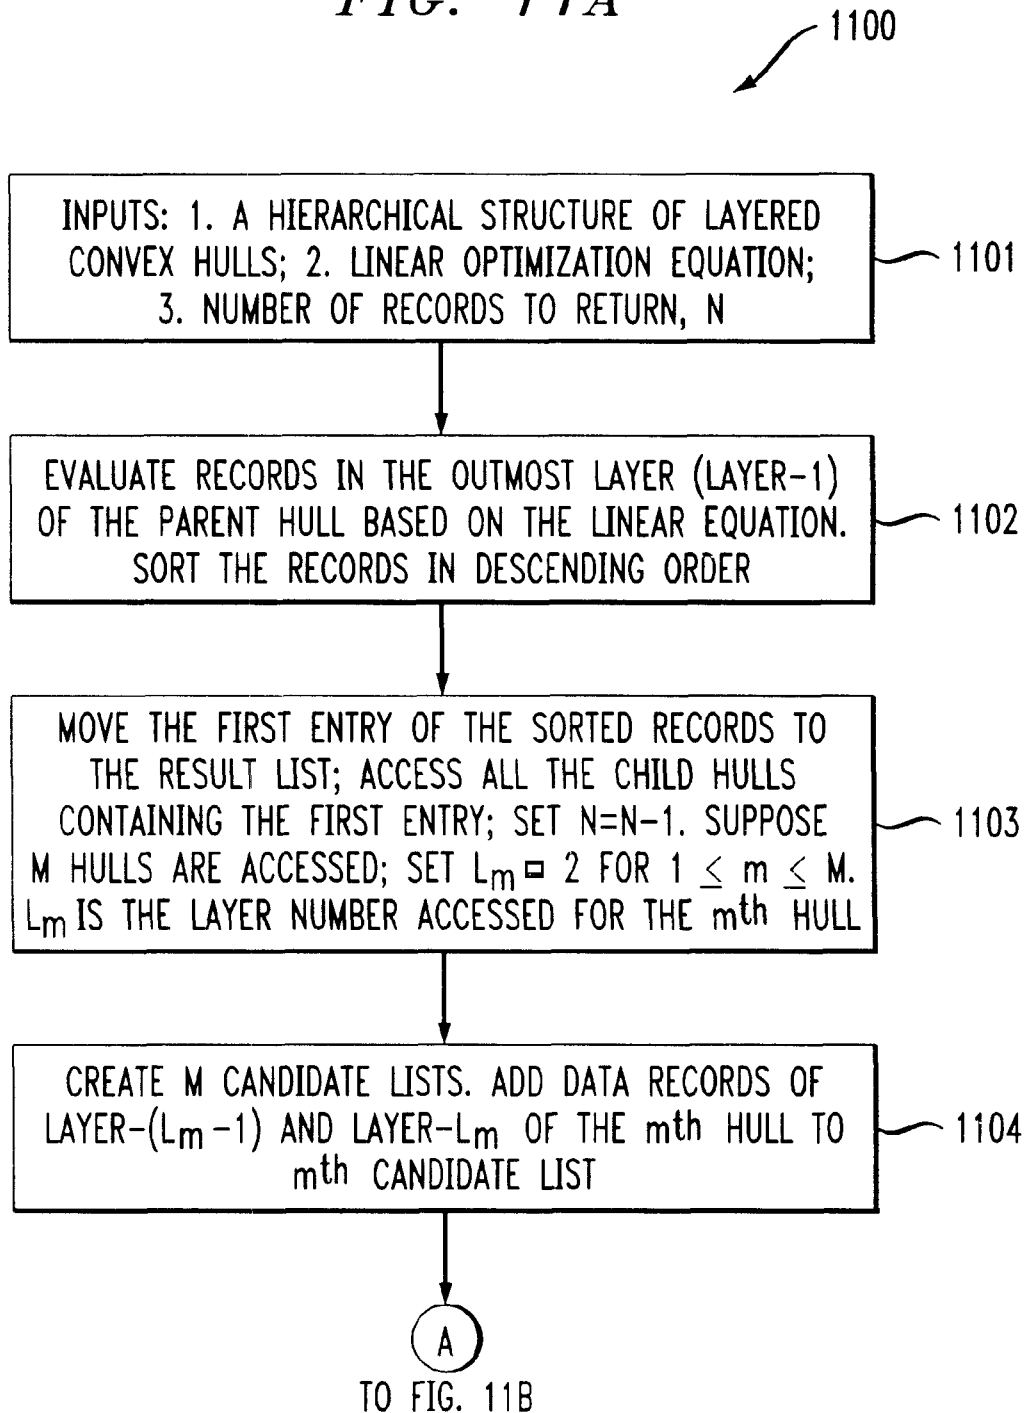 FIG. 11A
1100
INPUTS: 1. A HIERARCHICAL STRUCTURE OF LAYERED
CONVEX HULLS; 2. LINEAR OPTIMIZATION EQUATION;
3. NUMBER OF RECORDS TO RETURN, N
1101
EVALUATE RECORDS IN THE OUTMOST LAYER (LAYER-1)
OF THE PARENT HULL BASED ON THE LINEAR EQUATION.
SORT THE RECORDS IN DESCENDING ORDER
1102
MOVE THE FIRST ENTRY OF THE SORTED RECORDS TO
THE RESULT LIST; ACCESS ALL THE CHILD HULLS
CONTAINING THE FIRST ENTRY; SET N=N-1. SUPPOSE
M HULLS ARE ACCESSED; SET Lm = 2 FOR 1 ≤ m ≤ M.
Lm IS THE LAYER NUMBER ACCESSED FOR THE mth HULL
1103
CREATE M CANDIDATE LISTS. ADD DATA RECORDS OF
LAYER-(Lm-1) AND LAYER-Lm OF THE mth HULL TO
mth CANDIDATE LIST
1104
A
TO FIG. 11B